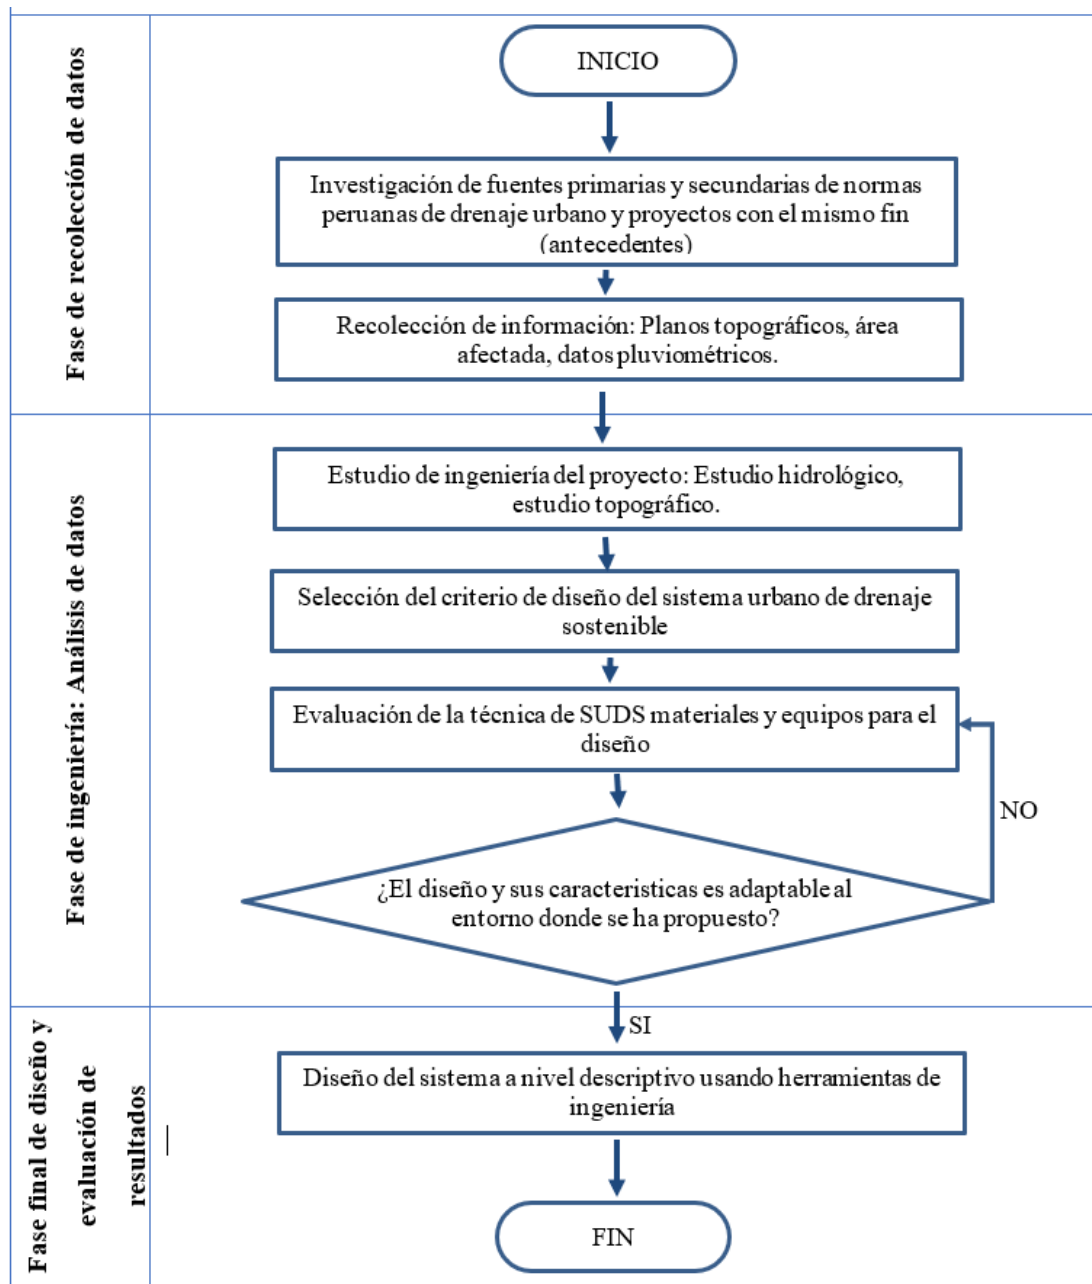 Fase de recolección de datos
INICIO
Investigación de fuentes primarias y secundarias de normas
peruanas de drenaje urbano y proyectos con el mismo fin
(antecedentes)
Recolección de información: Planos topográficos, área
afectada, datos pluviométricos.
Fase de ingeniería: Análisis de datos
Estudio de ingeniería del proyecto: Estudio hidrológico,
estudio topográfico.
Selección del criterio de diseño del sistema urbano de drenaje
sostenible
Evaluación de la técnica de SUDS materiales y equipos para el
diseño
NO
¿El diseño y sus caracteristicas es adaptable al
entorno donde se ha propuesto?
SI
Fase final de diseño y
evaluación de
resultados
Diseño del sistema a nivel descriptivo usando herramientas de
ingeniería
FIN